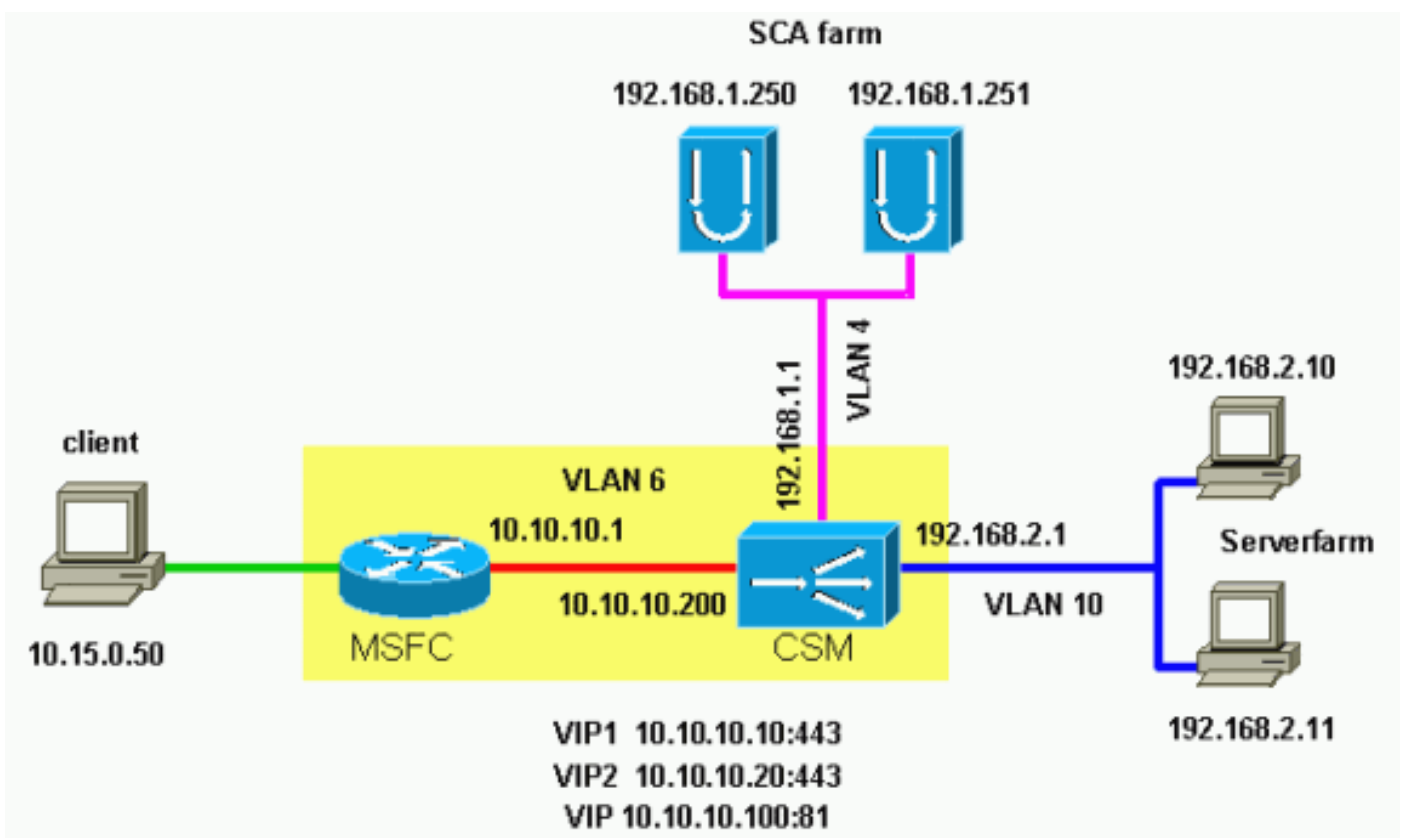 SCA farm
192.168.1.250
192.168.1.251
VLAN 4
192.168.1.1
192.168.2.10
client
VLAN 6
10.10.10.1
192.168.2.1
Serverfarm
10.10.10.200
VLAN 10
10.15.0.50
MSFC
CSM
192.168.2.11
VIP1 10.10.10.10:443
VIP2 10.10.10.20:443
VIP 10.10.10.100:81